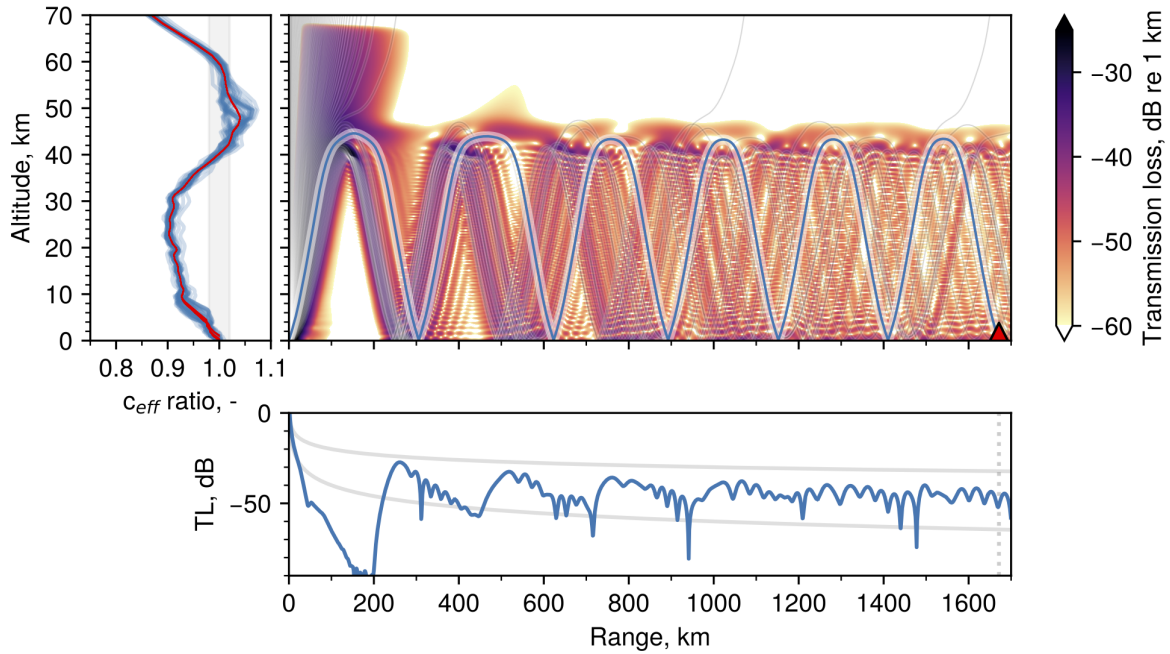 70
60
50
40
30
20
10
0
Altitude, km
0.8 0.9 1.0 1.1
c_eff ratio, -
−30
−40
−50
−60
Transmission loss, dB re 1 km
0
−50
TL, dB
0 200 400 600 800 1000 1200 1400 1600
Range, km